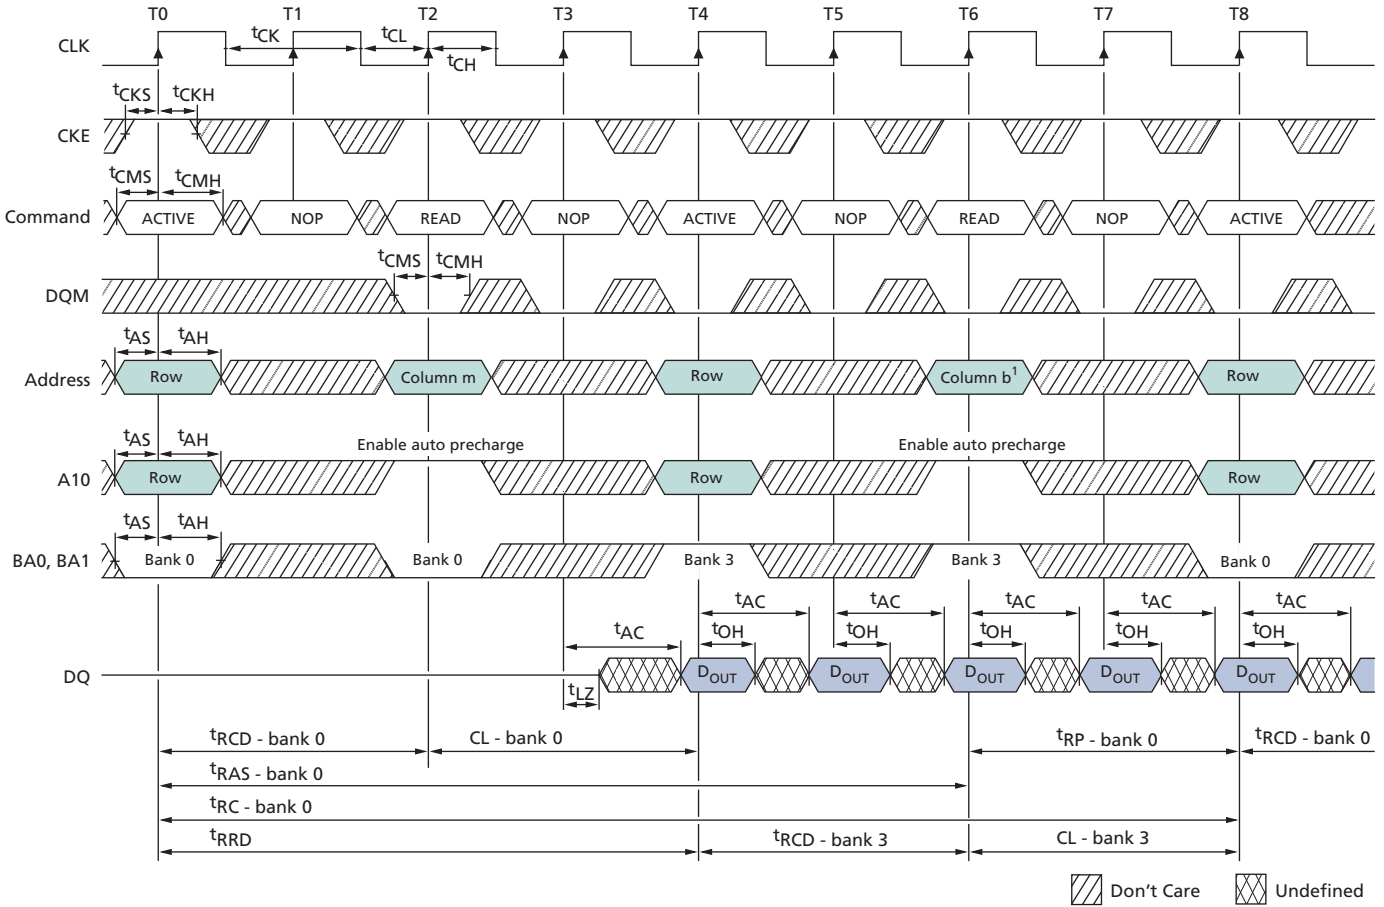 T0 T1 T2 T3 T4 T5 T6 T7 T8
CLK
tCK tCL
tCH
tCKS tCKH
CKE
tCMS tCMH
Command ACTIVE NOP READ NOP ACTIVE NOP READ NOP ACTIVE
tCMS tCMH
DQM
tAS tAH
Address Row Column m Row Column b1 Row
tAS tAH Enable auto precharge Enable auto precharge
A10 Row Row Row
tAS tAH
BA0, BA1 Bank 0 Bank 0 Bank 3 Bank 3 Bank 0
tAC tAC tAC tAC tAC
tAC tOH tOH tOH tOH tOH
DQ DOUT DOUT DOUT DOUT DOUT
tLZ
tRCD - bank 0 CL - bank 0 tRP - bank 0 tRCD - bank 0
tRAS - bank 0
tRC - bank 0
tRRD tRCD - bank 3 CL - bank 3
Don't Care Undefined